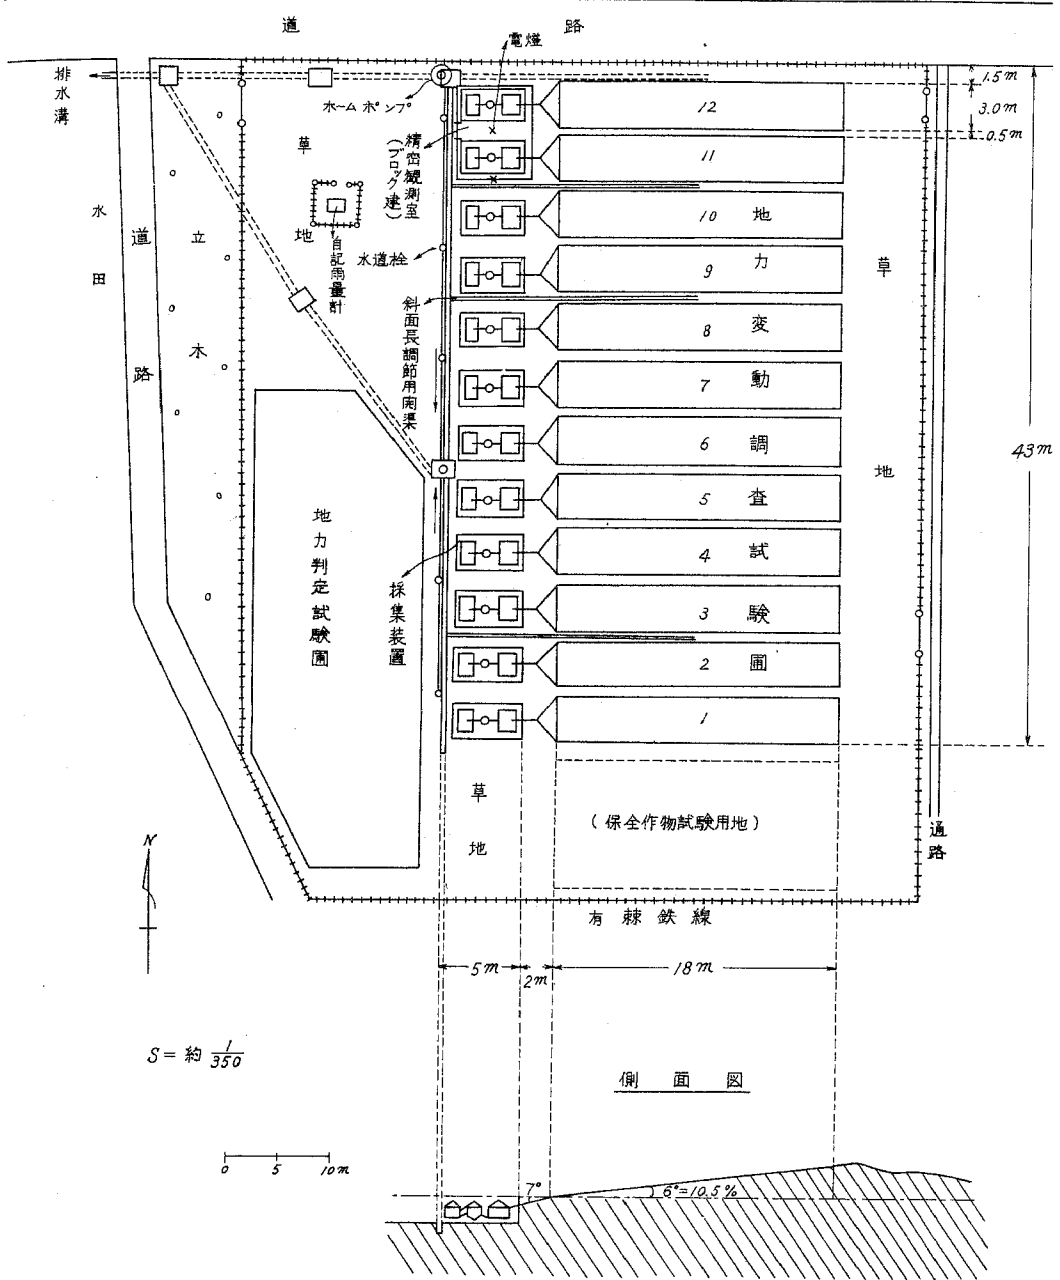 道路
電燈
排水溝
ホームポンプ
1.5m
3.0m
0.5m
12
11
10
9
8
7
6
5
4
3
2
1
地力変動調査試験圃
精密観測室
(ブロック建)
草地
自記雨量計
水道栓
斜面長調節用開渠
水田
道路
立木
草地
43m
地力判定試験圃
採集装置
草地
(保全作物試験用地)
通路
有棘鉄線
N
5m
2m
18m
S=約 1/350
側面図
0 5 10m
7°
6°=10.5%